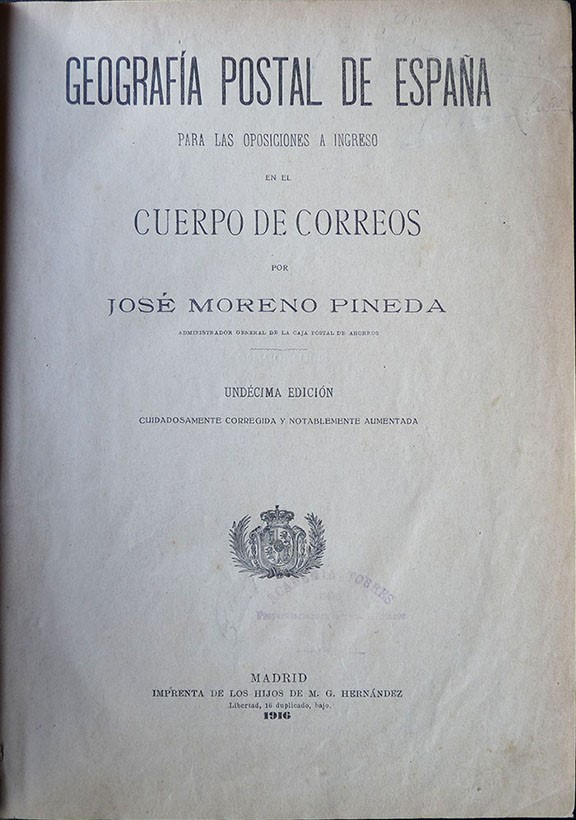 GEOGRAFÍA POSTAL DE ESPAÑA
PARA LAS OPOSICIONES A INGRESO
EN EL
CUERPO DE CORREOS
POR
JOSÉ MORENO PINEDA
ADMINISTRADOR GENERAL DE LA CAJA POSTAL DE AHORROS
UNDÉCIMA EDICIÓN
CUIDADOSAMENTE CORREGIDA Y NOTABLEMENTE AUMENTADA
ACADEMIA TORRES
MADRID
IMPRENTA DE LOS HIJOS DE M. G. HERNÁNDEZ
Libertad, 16 duplicado, bajo.
1916